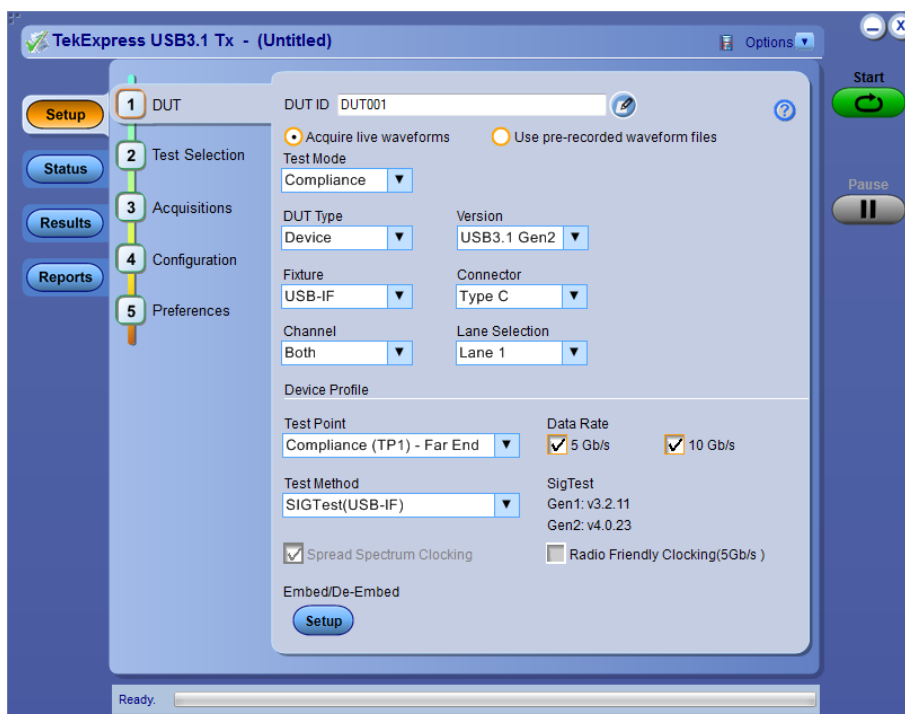 TekExpress USB3.1 Tx - (Untitled)
Options
X
Start
Pause
Setup
Status
Results
Reports
1 DUT
2 Test Selection
3 Acquisitions
4 Configuration
5 Preferences
DUT ID DUT001
?
Acquire live waveforms Use pre-recorded waveform files
Test Mode
Compliance
DUT Type Version
Device USB3.1 Gen2
Fixture Connector
USB-IF Type C
Channel Lane Selection
Both Lane 1
Device Profile
Test Point Data Rate
Compliance (TP1) - Far End 5 Gb/s 10 Gb/s
Test Method SigTest
SIGTest(USB-IF) Gen1: v3.2.11
Gen2: v4.0.23
Spread Spectrum Clocking Radio Friendly Clocking(5Gb/s )
Embed/De-Embed
Setup
Ready.